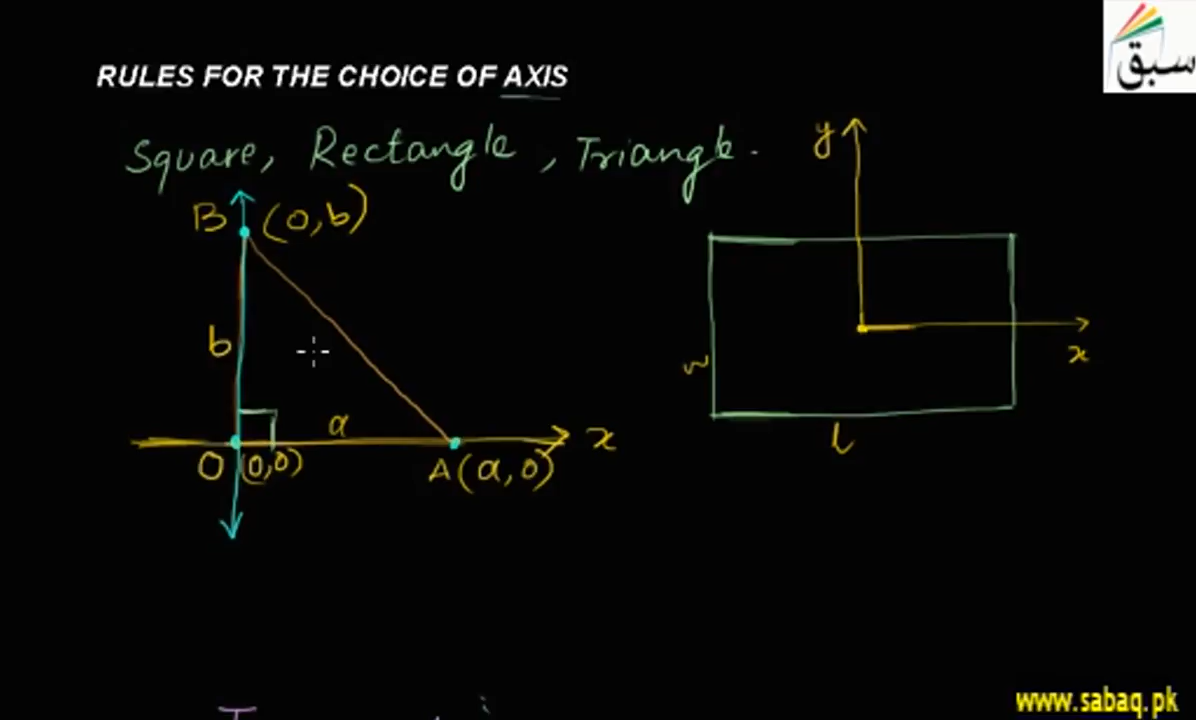 سبق
RULES FOR THE CHOICE OF AXIS
Square, Rectangle, Triangle.
y
B (0,b)
b
a
x
O (0,0)
A(a,0)
w
x
l
www.sabaq.pk